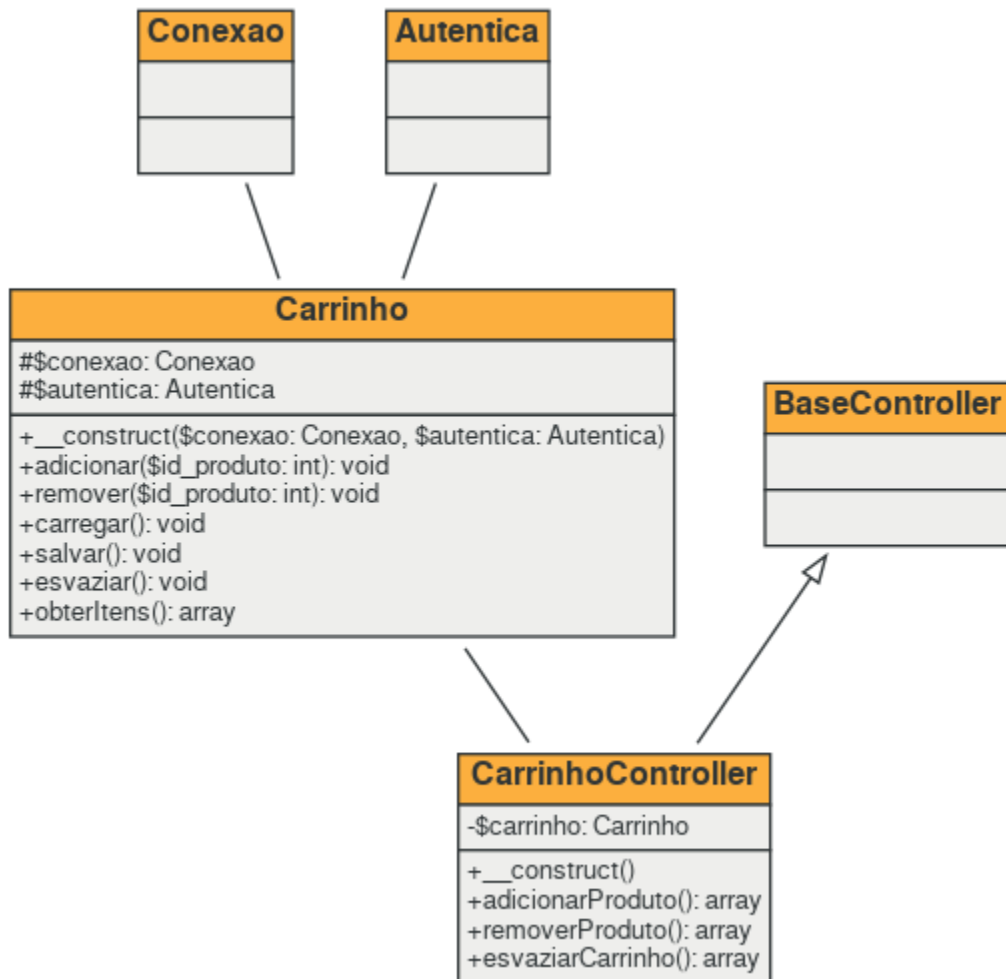 Conexao
Autentica
Carrinho
#$conexao: Conexao
#$autentica: Autentica
+__construct($conexao: Conexao, $autentica: Autentica)
+adicionar($id_produto: int): void
+remover($id_produto: int): void
+carregar(): void
+salvar(): void
+esvaziar(): void
+obterItens(): array
BaseController
CarrinhoController
-$carrinho: Carrinho
+__construct()
+adicionarProduto(): array
+removerProduto(): array
+esvaziarCarrinho(): array